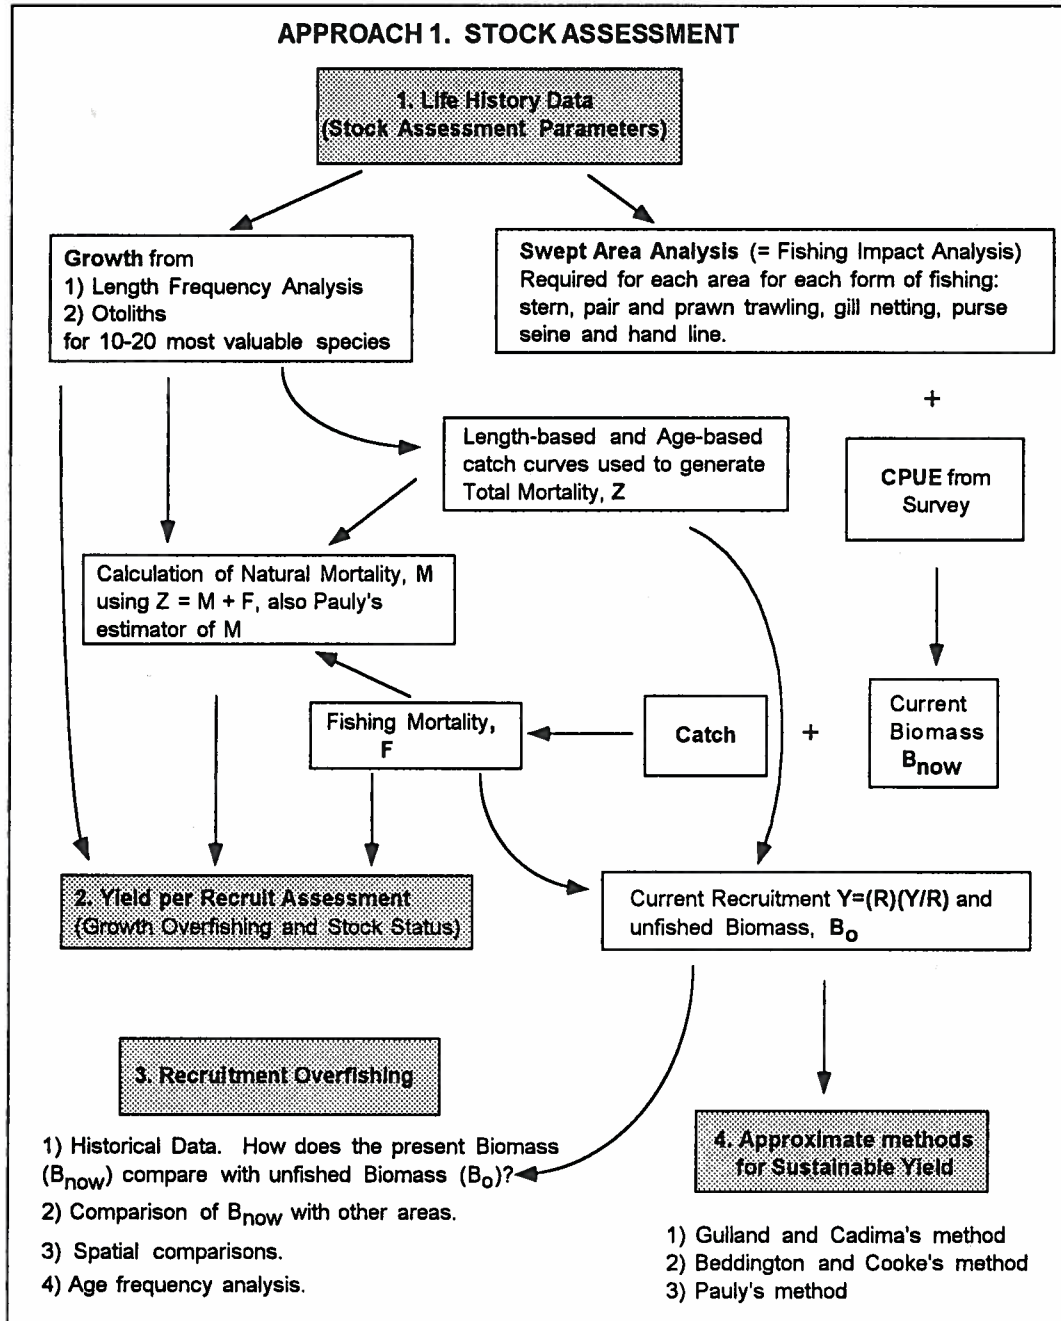 APPROACH 1. STOCK ASSESSMENT
1. Life History Data
(Stock Assessment Parameters)
Growth from
1) Length Frequency Analysis
2) Otoliths
for 10-20 most valuable species
Swept Area Analysis (= Fishing Impact Analysis)
Required for each area for each form of fishing:
stern, pair and prawn trawling, gill netting, purse
seine and hand line.
+
Length-based and Age-based
catch curves used to generate
Total Mortality, Z
CPUE from
Survey
Calculation of Natural Mortality, M
using Z = M + F, also Pauly's
estimator of M
Fishing Mortality,
F
Catch
+
Current
Biomass
Bnow
2. Yield per Recruit Assessment
(Growth Overfishing and Stock Status)
Current Recruitment Y=(R)(Y/R) and
unfished Biomass, Bo
3. Recruitment Overfishing
1) Historical Data. How does the present Biomass
(Bnow) compare with unfished Biomass (Bo)?
2) Comparison of Bnow with other areas.
3) Spatial comparisons.
4) Age frequency analysis.
4. Approximate methods
for Sustainable Yield
1) Gulland and Cadima's method
2) Beddington and Cooke's method
3) Pauly's method